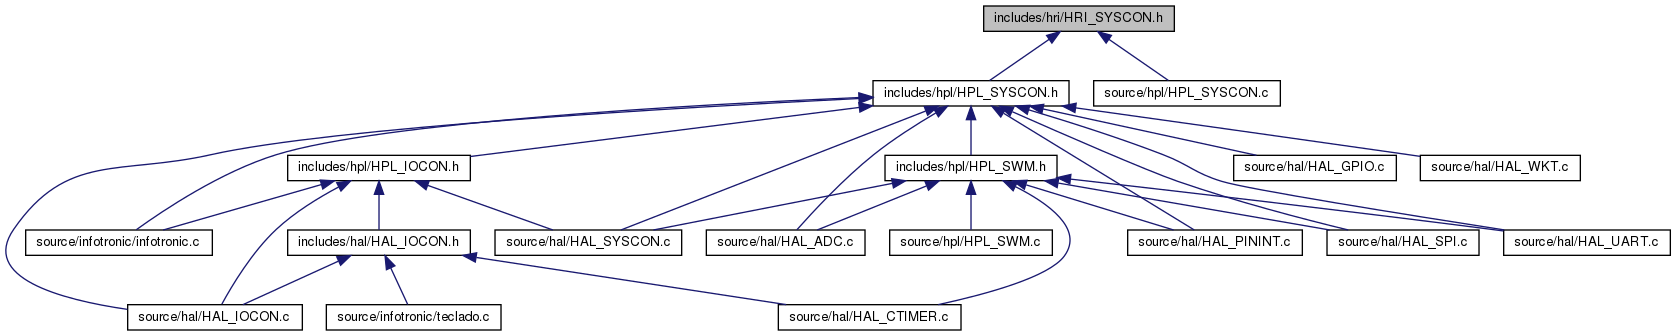 includes/hri/HRI_SYSCON.h
includes/hpl/HPL_SYSCON.h
source/hpl/HPL_SYSCON.c
includes/hpl/HPL_IOCON.h
includes/hpl/HPL_SWM.h
source/hal/HAL_GPIO.c
source/hal/HAL_WKT.c
source/infotronic/infotronic.c
includes/hal/HAL_IOCON.h
source/hal/HAL_SYSCON.c
source/hal/HAL_ADC.c
source/hpl/HPL_SWM.c
source/hal/HAL_PININT.c
source/hal/HAL_SPI.c
source/hal/HAL_UART.c
source/hal/HAL_IOCON.c
source/infotronic/teclado.c
source/hal/HAL_CTIMER.c